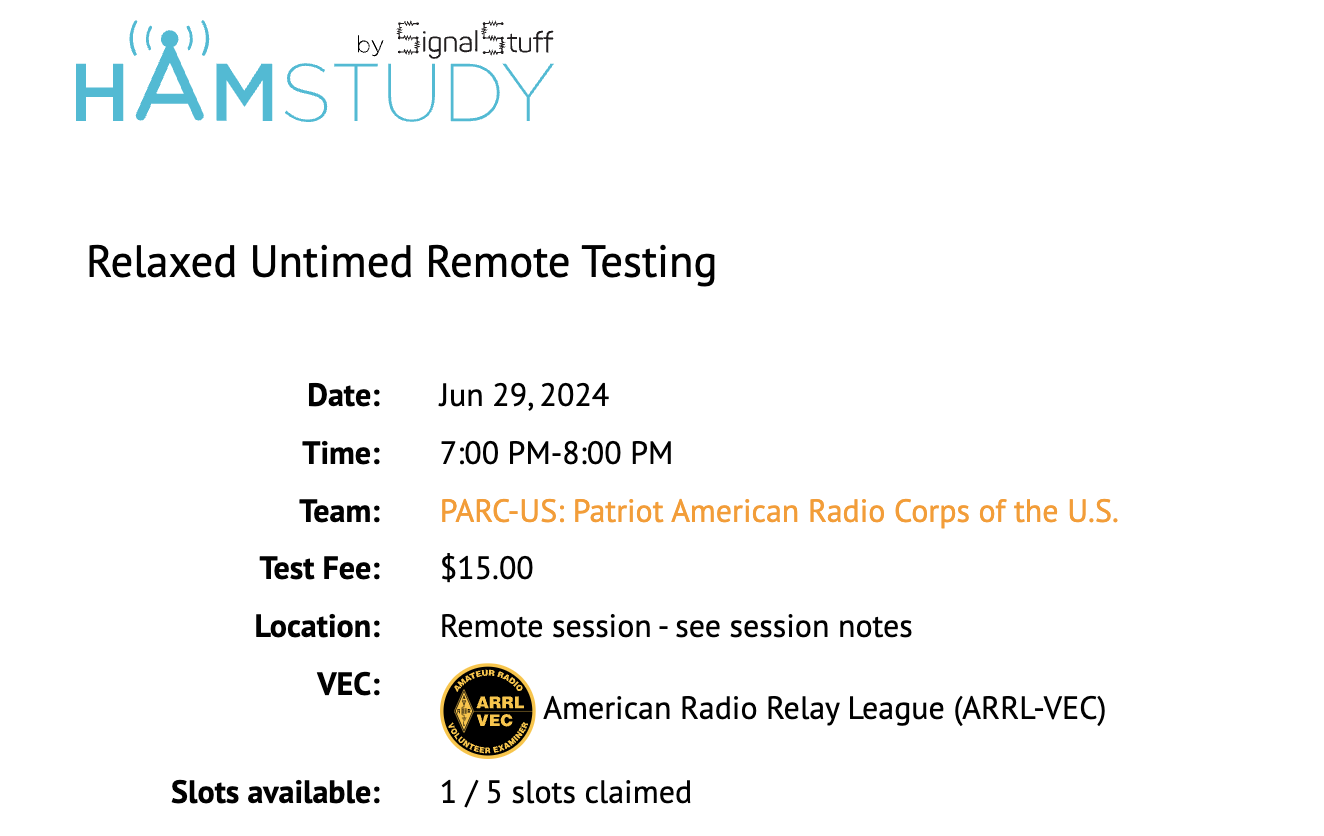 by SignalStuff
HAMSTUDY
Relaxed Untimed Remote Testing
Date: Jun 29, 2024
Time: 7:00 PM-8:00 PM
Team: PARC-US: Patriot American Radio Corps of the U.S.
Test Fee: $15.00
Location: Remote session - see session notes
VEC:
AMATEUR RADIO
ARRL
VEC
VOLUNTEER EXAMINER
American Radio Relay League (ARRL-VEC)
Slots available: 1 / 5 slots claimed